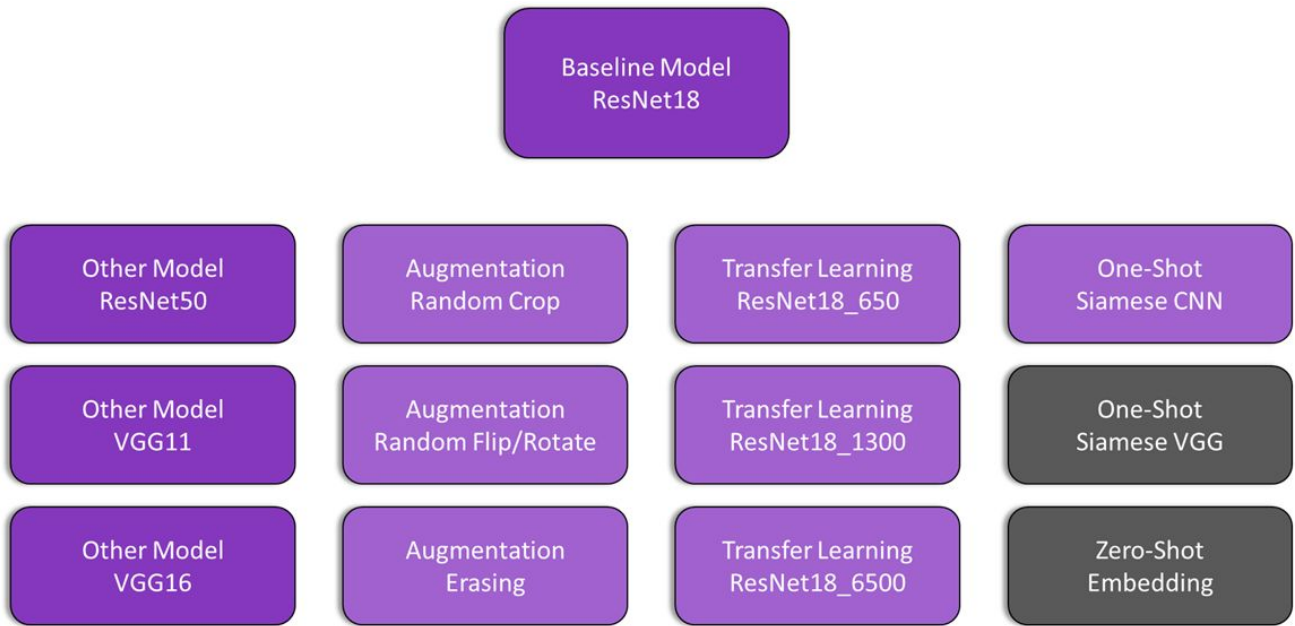 Baseline Model
ResNet18
Other Model
ResNet50
Augmentation
Random Crop
Transfer Learning
ResNet18_650
One-Shot
Siamese CNN
Other Model
VGG11
Augmentation
Random Flip/Rotate
Transfer Learning
ResNet18_1300
One-Shot
Siamese VGG
Other Model
VGG16
Augmentation
Erasing
Transfer Learning
ResNet18_6500
Zero-Shot
Embedding